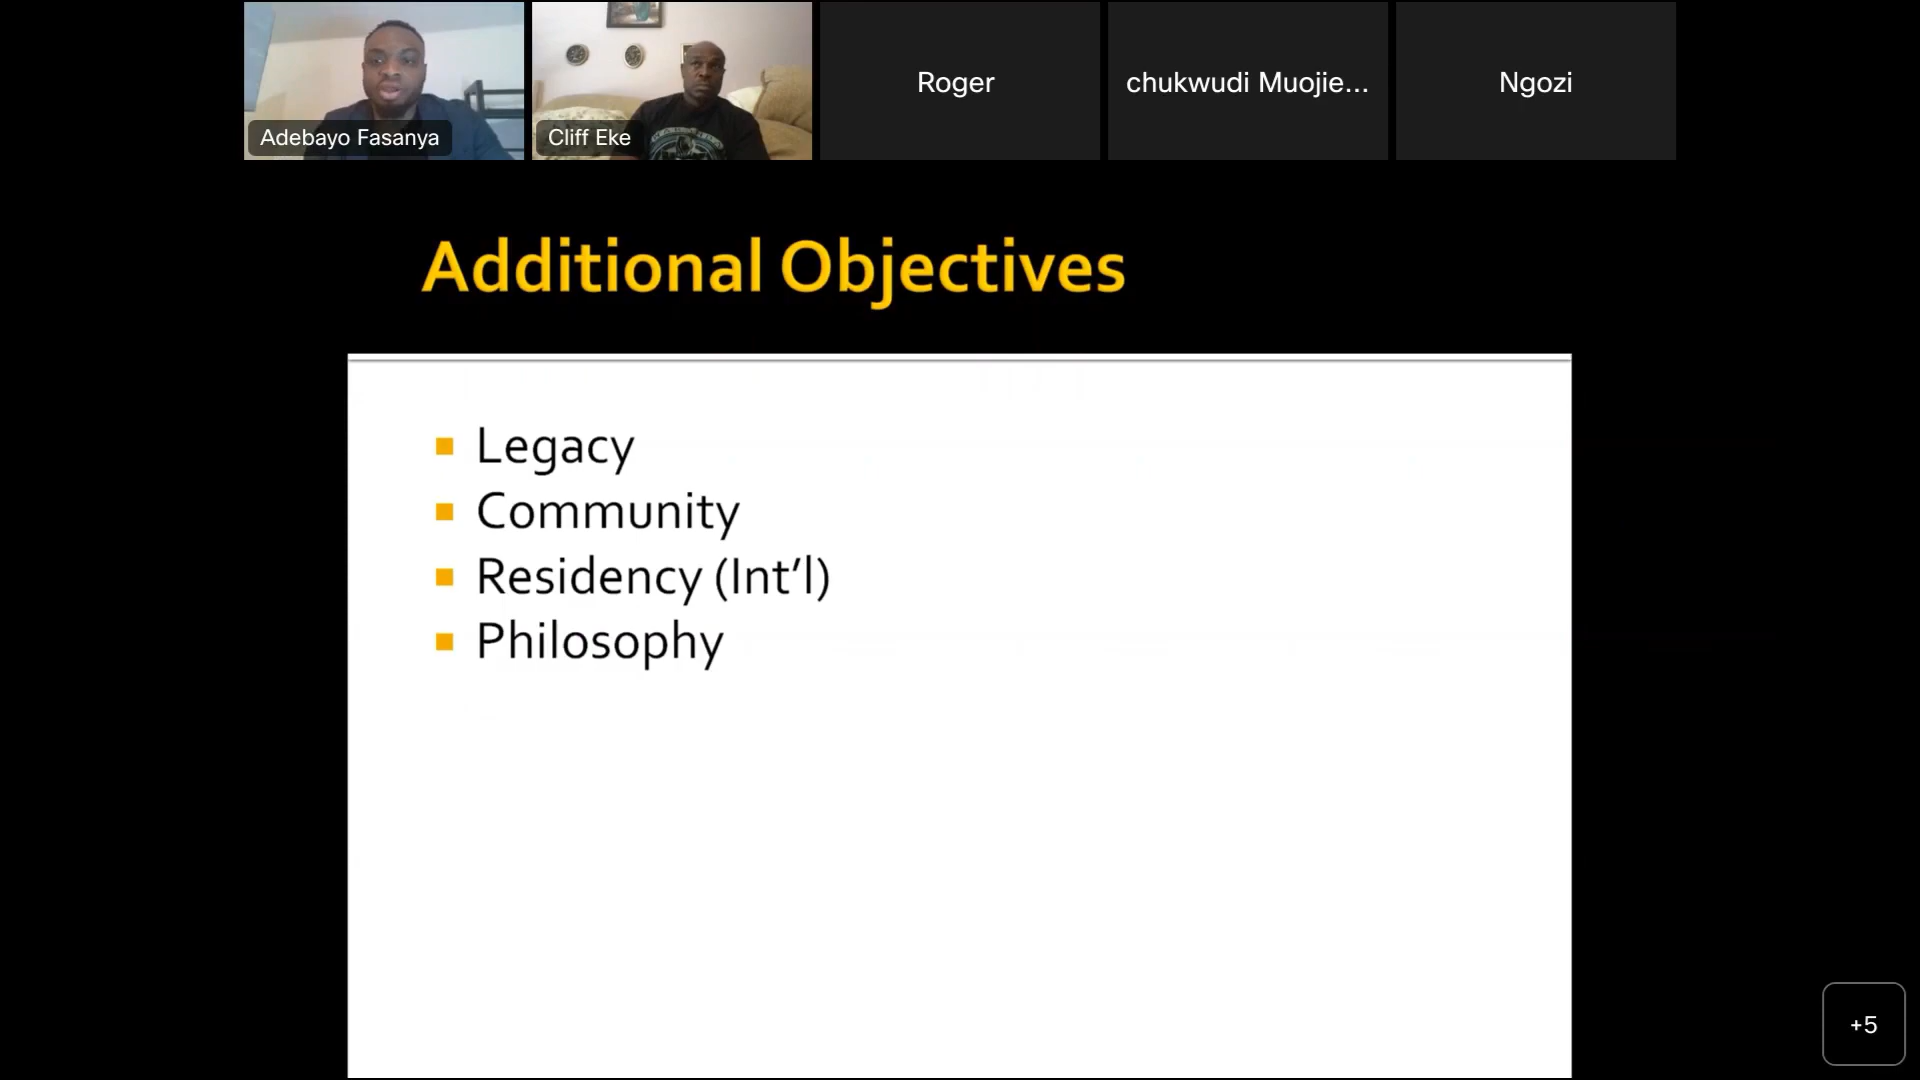 Adebayo Fasanya
Cliff Eke
Roger
chukwudi Muojie...
Ngozi
Additional Objectives
Legacy
Community
Residency (Int'l)
Philosophy
+5